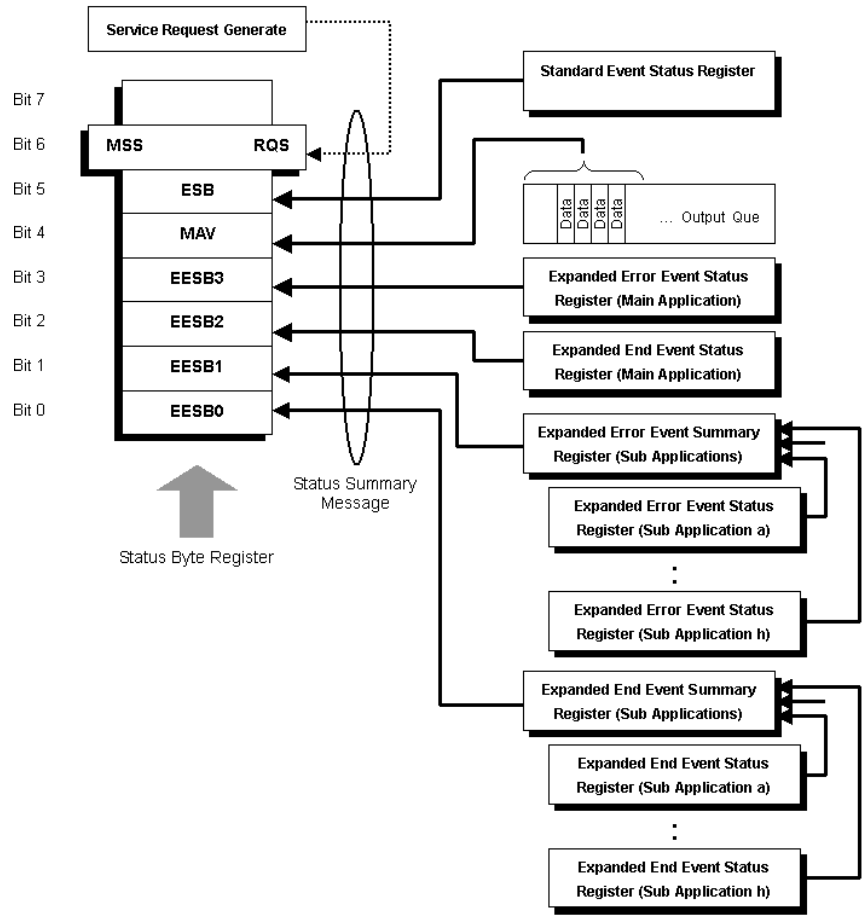 Service Request Generate
Bit 7
Bit 6
MSS RQS
Bit 5
ESB
Bit 4
MAV
Bit 3
EESB3
Bit 2
EESB2
Bit 1
EESB1
Bit 0
EESB0
Status Byte Register
Status Summary
Message
Standard Event Status Register
Data
Data
Data
Data
... Output Que
Expanded Error Event Status
Register (Main Application)
Expanded End Event Status
Register (Main Application)
Expanded Error Event Summary
Register (Sub Applications)
Expanded Error Event Status
Register (Sub Application a)
:
Expanded Error Event Status
Register (Sub Application h)
Expanded End Event Summary
Register (Sub Applications)
Expanded End Event Status
Register (Sub Application a)
:
Expanded End Event Status
Register (Sub Application h)